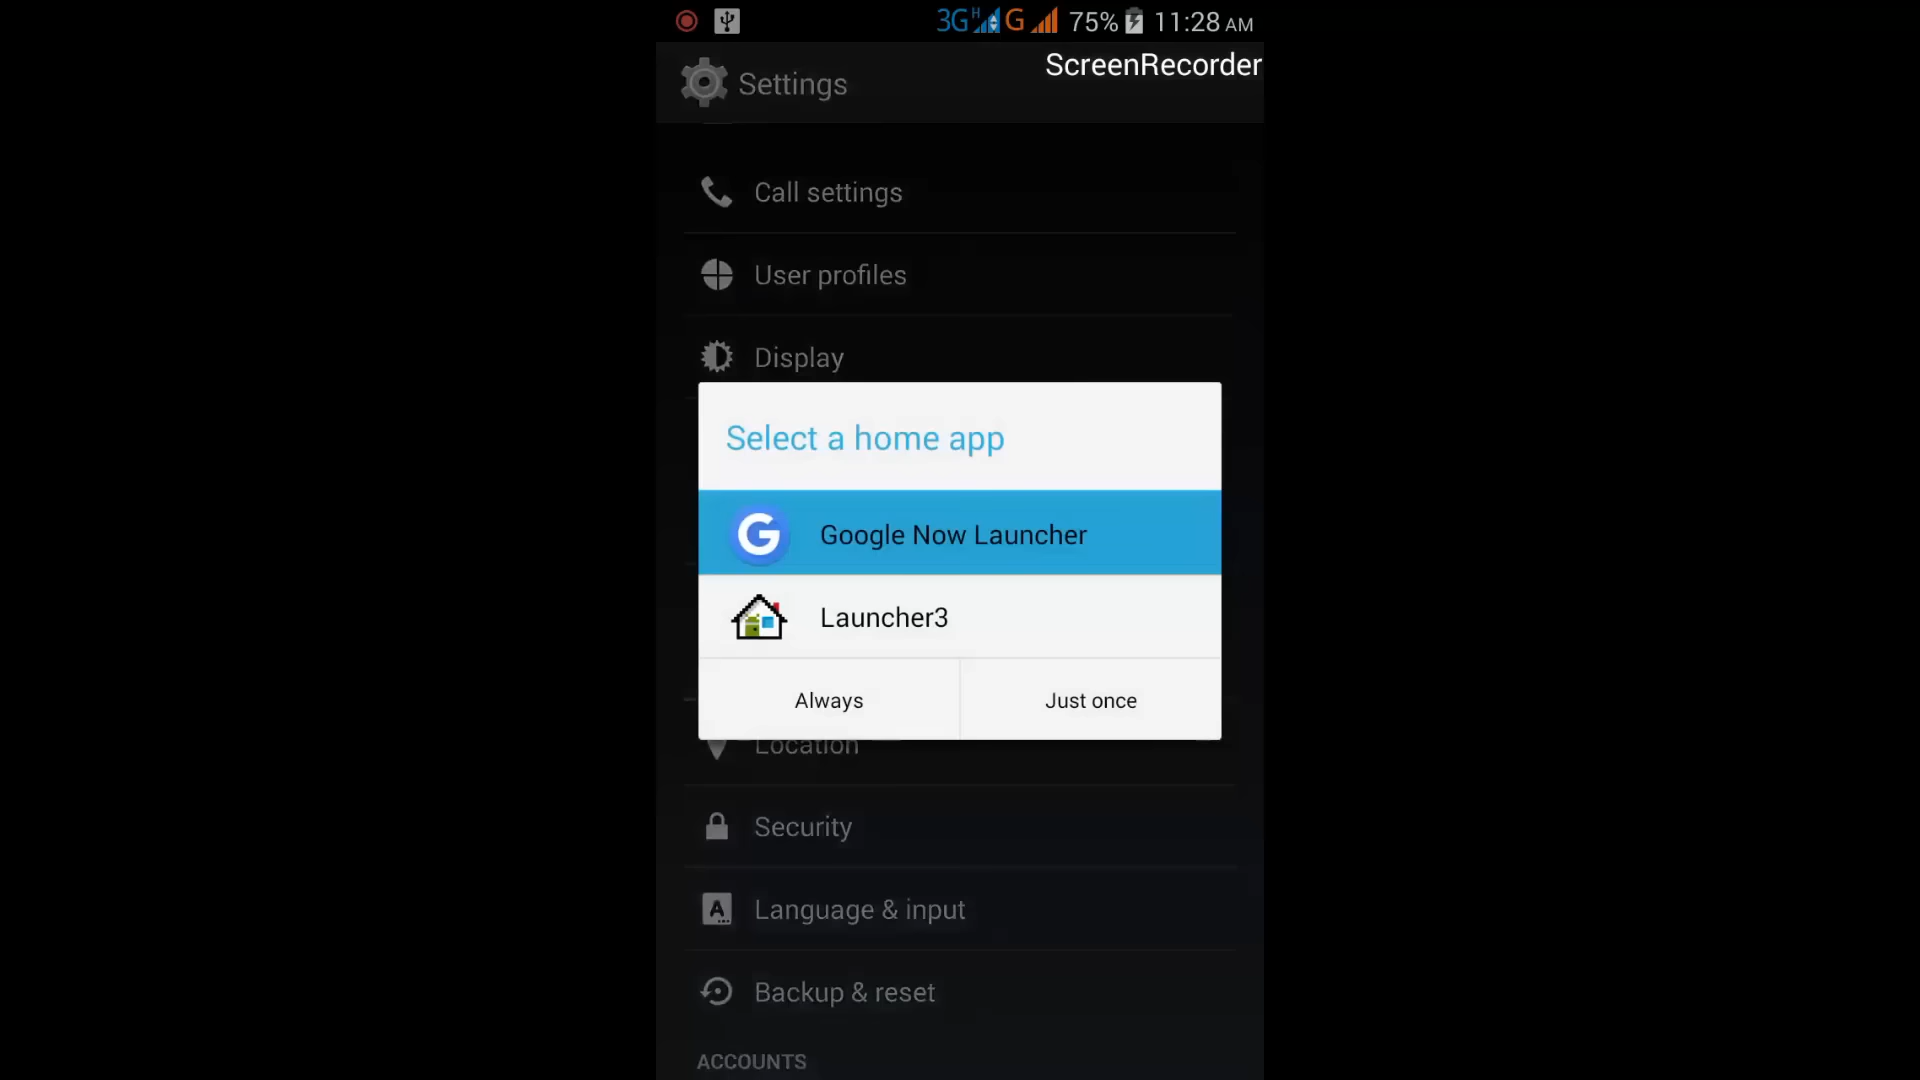 3G H G 75% 11:28 AM
ScreenRecorder
Settings
Call settings
User profiles
Display
Select a home app
Google Now Launcher
Launcher3
Always Just once
Location
Security
Language & input
Backup & reset
ACCOUNTS